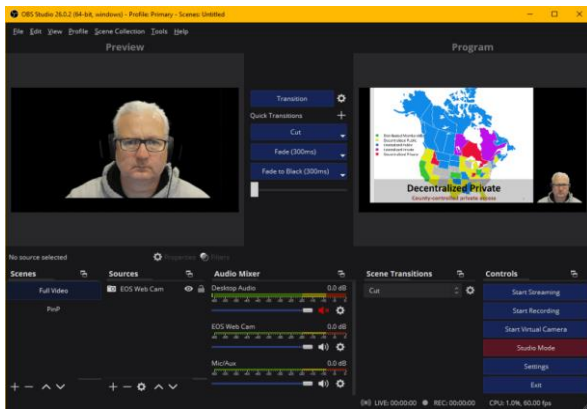 OBS Studio 26.0.2 (64-bit, windows) - Profile: Primary - Scenes: Untitled
File Edit View Profile Scene Collection Tools Help
Preview
Program
Transition
Quick Transitions
Cut
Fade (300ms)
Fade to Black (300ms)
Decentralized Private
County-controlled private access
No source selected
Properties
Filters
Scenes
Sources
Audio Mixer
Scene Transitions
Controls
Full Video
PinP
EOS Web Cam
Desktop Audio
0.0 dB
EOS Web Cam
0.0 dB
Mic/Aux
0.0 dB
Cut
Start Streaming
Start Recording
Start Virtual Camera
Studio Mode
Settings
Exit
LIVE: 00:00:00
REC: 00:00:00
CPU: 1.0%, 60.00 fps